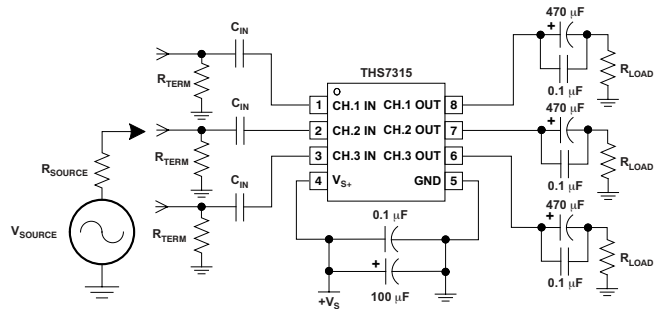 470 μF
+
C_IN
R_TERM
THS7315
R_LOAD
0.1 μF
C_IN
1 CH.1 IN CH.1 OUT 8
470 μF
+
2 CH.2 IN CH.2 OUT 7
R_TERM
3 CH.3 IN CH.3 OUT 6
R_LOAD
R_SOURCE
C_IN
4 V_S+ GND 5
0.1 μF
470 μF
+
0.1 μF
V_SOURCE
R_TERM
R_LOAD
+
0.1 μF
+V_S
100 μF